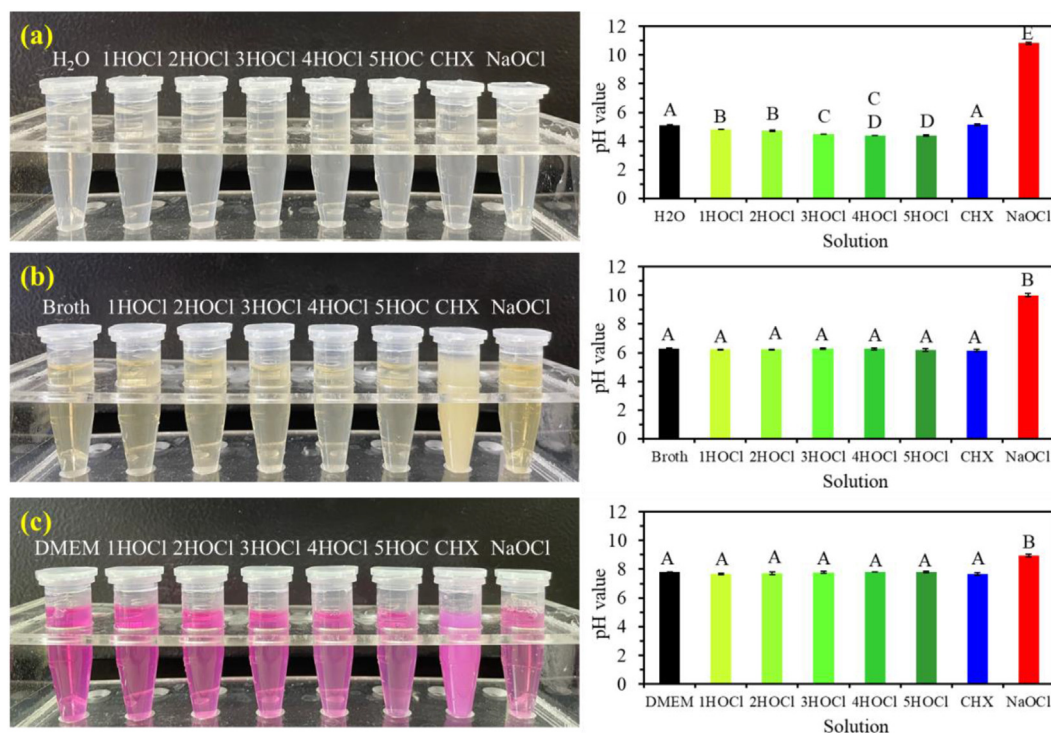 (a)
H₂O 1HOCl 2HOCl 3HOCl 4HOCl 5HOC CHX NaOCl
12
10
8
6
4
2
0
pH value
A B B C C D D A E
H2O 1HOCl 2HOCl 3HOCl 4HOCl 5HOCl CHX NaOCl
Solution
(b)
Broth 1HOCl 2HOCl 3HOCl 4HOCl 5HOC CHX NaOCl
12
10
8
6
4
2
0
pH value
A A A A A A A B
Broth 1HOCl 2HOCl 3HOCl 4HOCl 5HOCl CHX NaOCl
Solution
(c)
DMEM 1HOCl 2HOCl 3HOCl 4HOCl 5HOC CHX NaOCl
12
10
8
6
4
2
0
pH value
A A A A A A A B
DMEM 1HOCl 2HOCl 3HOCl 4HOCl 5HOCl CHX NaOCl
Solution